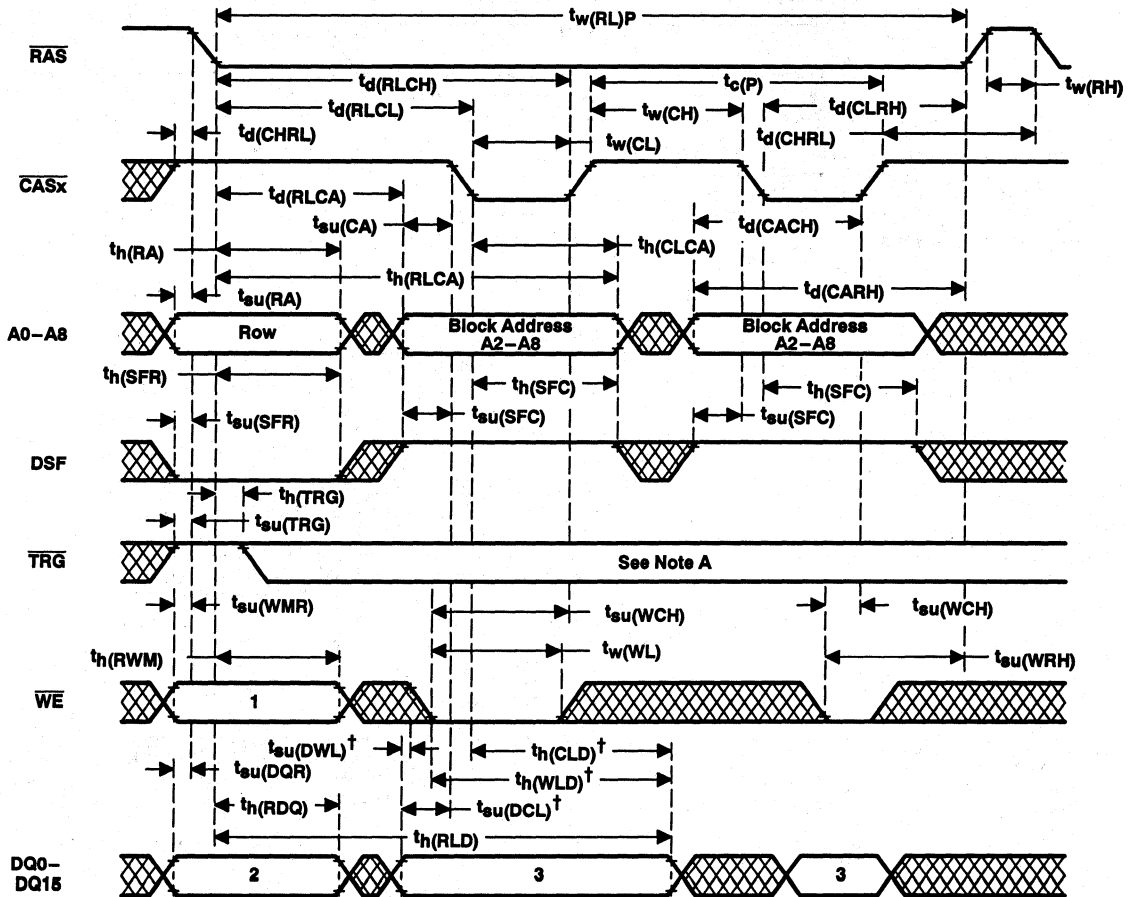 tw(RL)P
RAS
td(RLCH)
tc(P)
tw(RH)
td(RLCL)
tw(CH)
td(CLRH)
td(CHRL)
tw(CL)
td(CHRL)
CASx
td(RLCA)
tsu(CA)
td(CACH)
th(RA)
th(CLCA)
th(RLCA)
tsu(RA)
td(CARH)
A0–A8
Row
Block Address
A2–A8
Block Address
A2–A8
th(SFR)
th(SFC)
th(SFC)
tsu(SFR)
tsu(SFC)
tsu(SFC)
DSF
th(TRG)
tsu(TRG)
TRG
See Note A
tsu(WMR)
tsu(WCH)
tsu(WCH)
th(RWM)
tw(WL)
tsu(WRH)
WE
1
tsu(DWL)†
th(CLD)†
tsu(DQR)
th(WLD)†
th(RDQ)
tsu(DCL)†
th(RLD)
DQ0–
DQ15
2
3
3